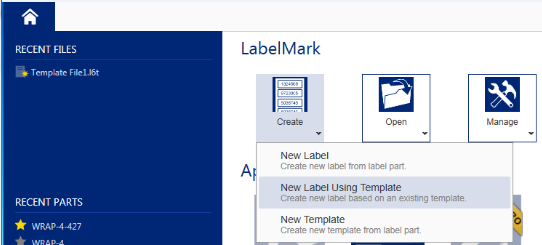 RECENT FILES
Template File1.l6t
RECENT PARTS
WRAP-4-427
WRAP-4
LabelMark
Create
Open
Manage
New Label
Create new label from label part.
New Label Using Template
Create new label based on an existing template.
New Template
Create new template from label part.